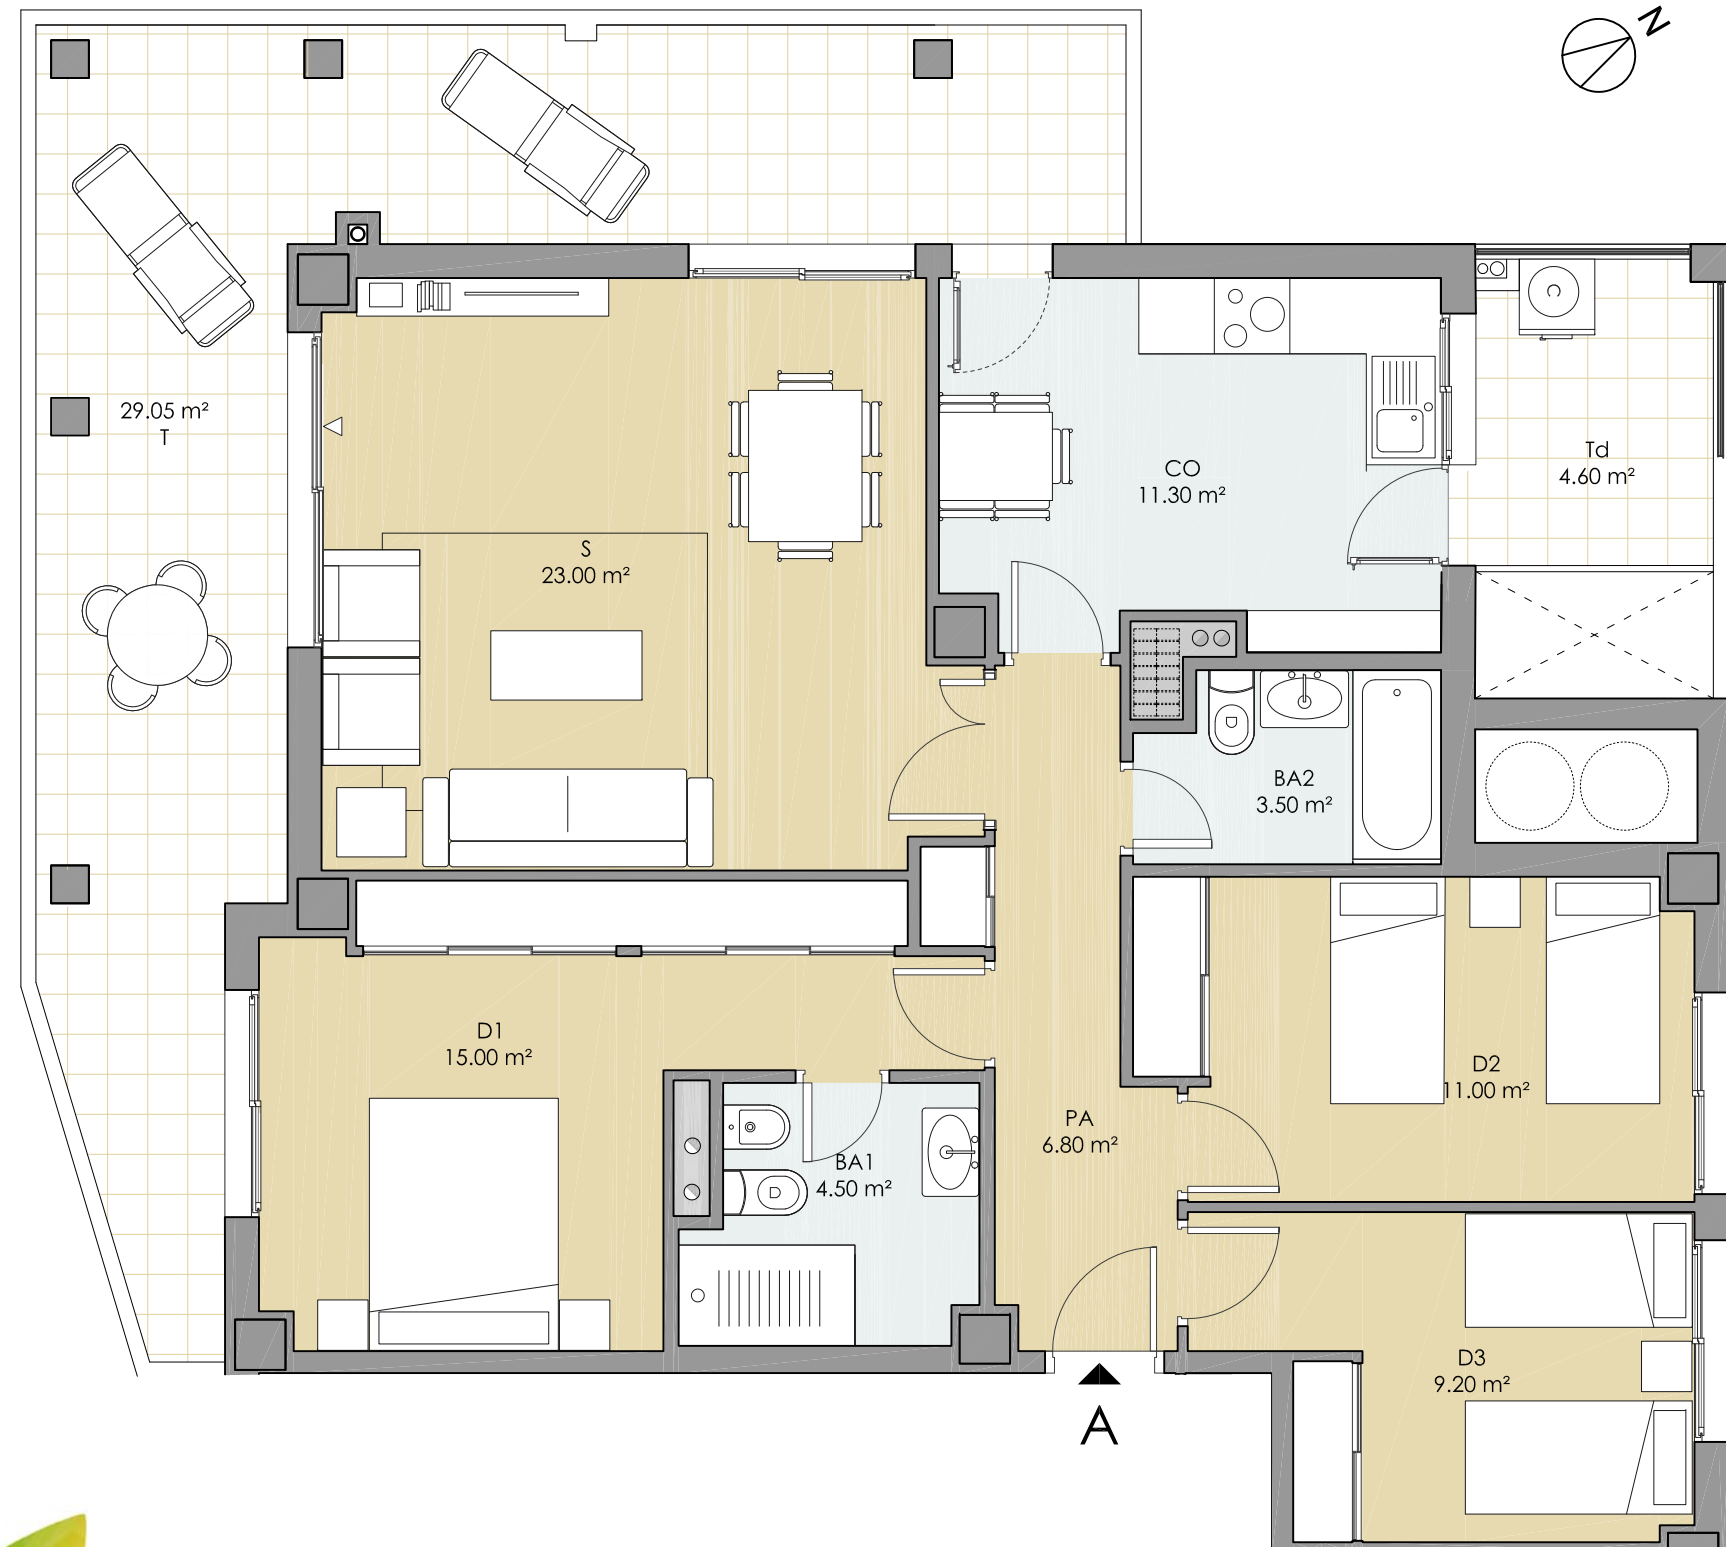 N
29.05 m²
T
S
23.00 m²
CO
11.30 m²
Td
4.60 m²
BA2
3.50 m²
D1
15.00 m²
D2
11.00 m²
PA
6.80 m²
BA1
4.50 m²
D3
9.20 m²
A